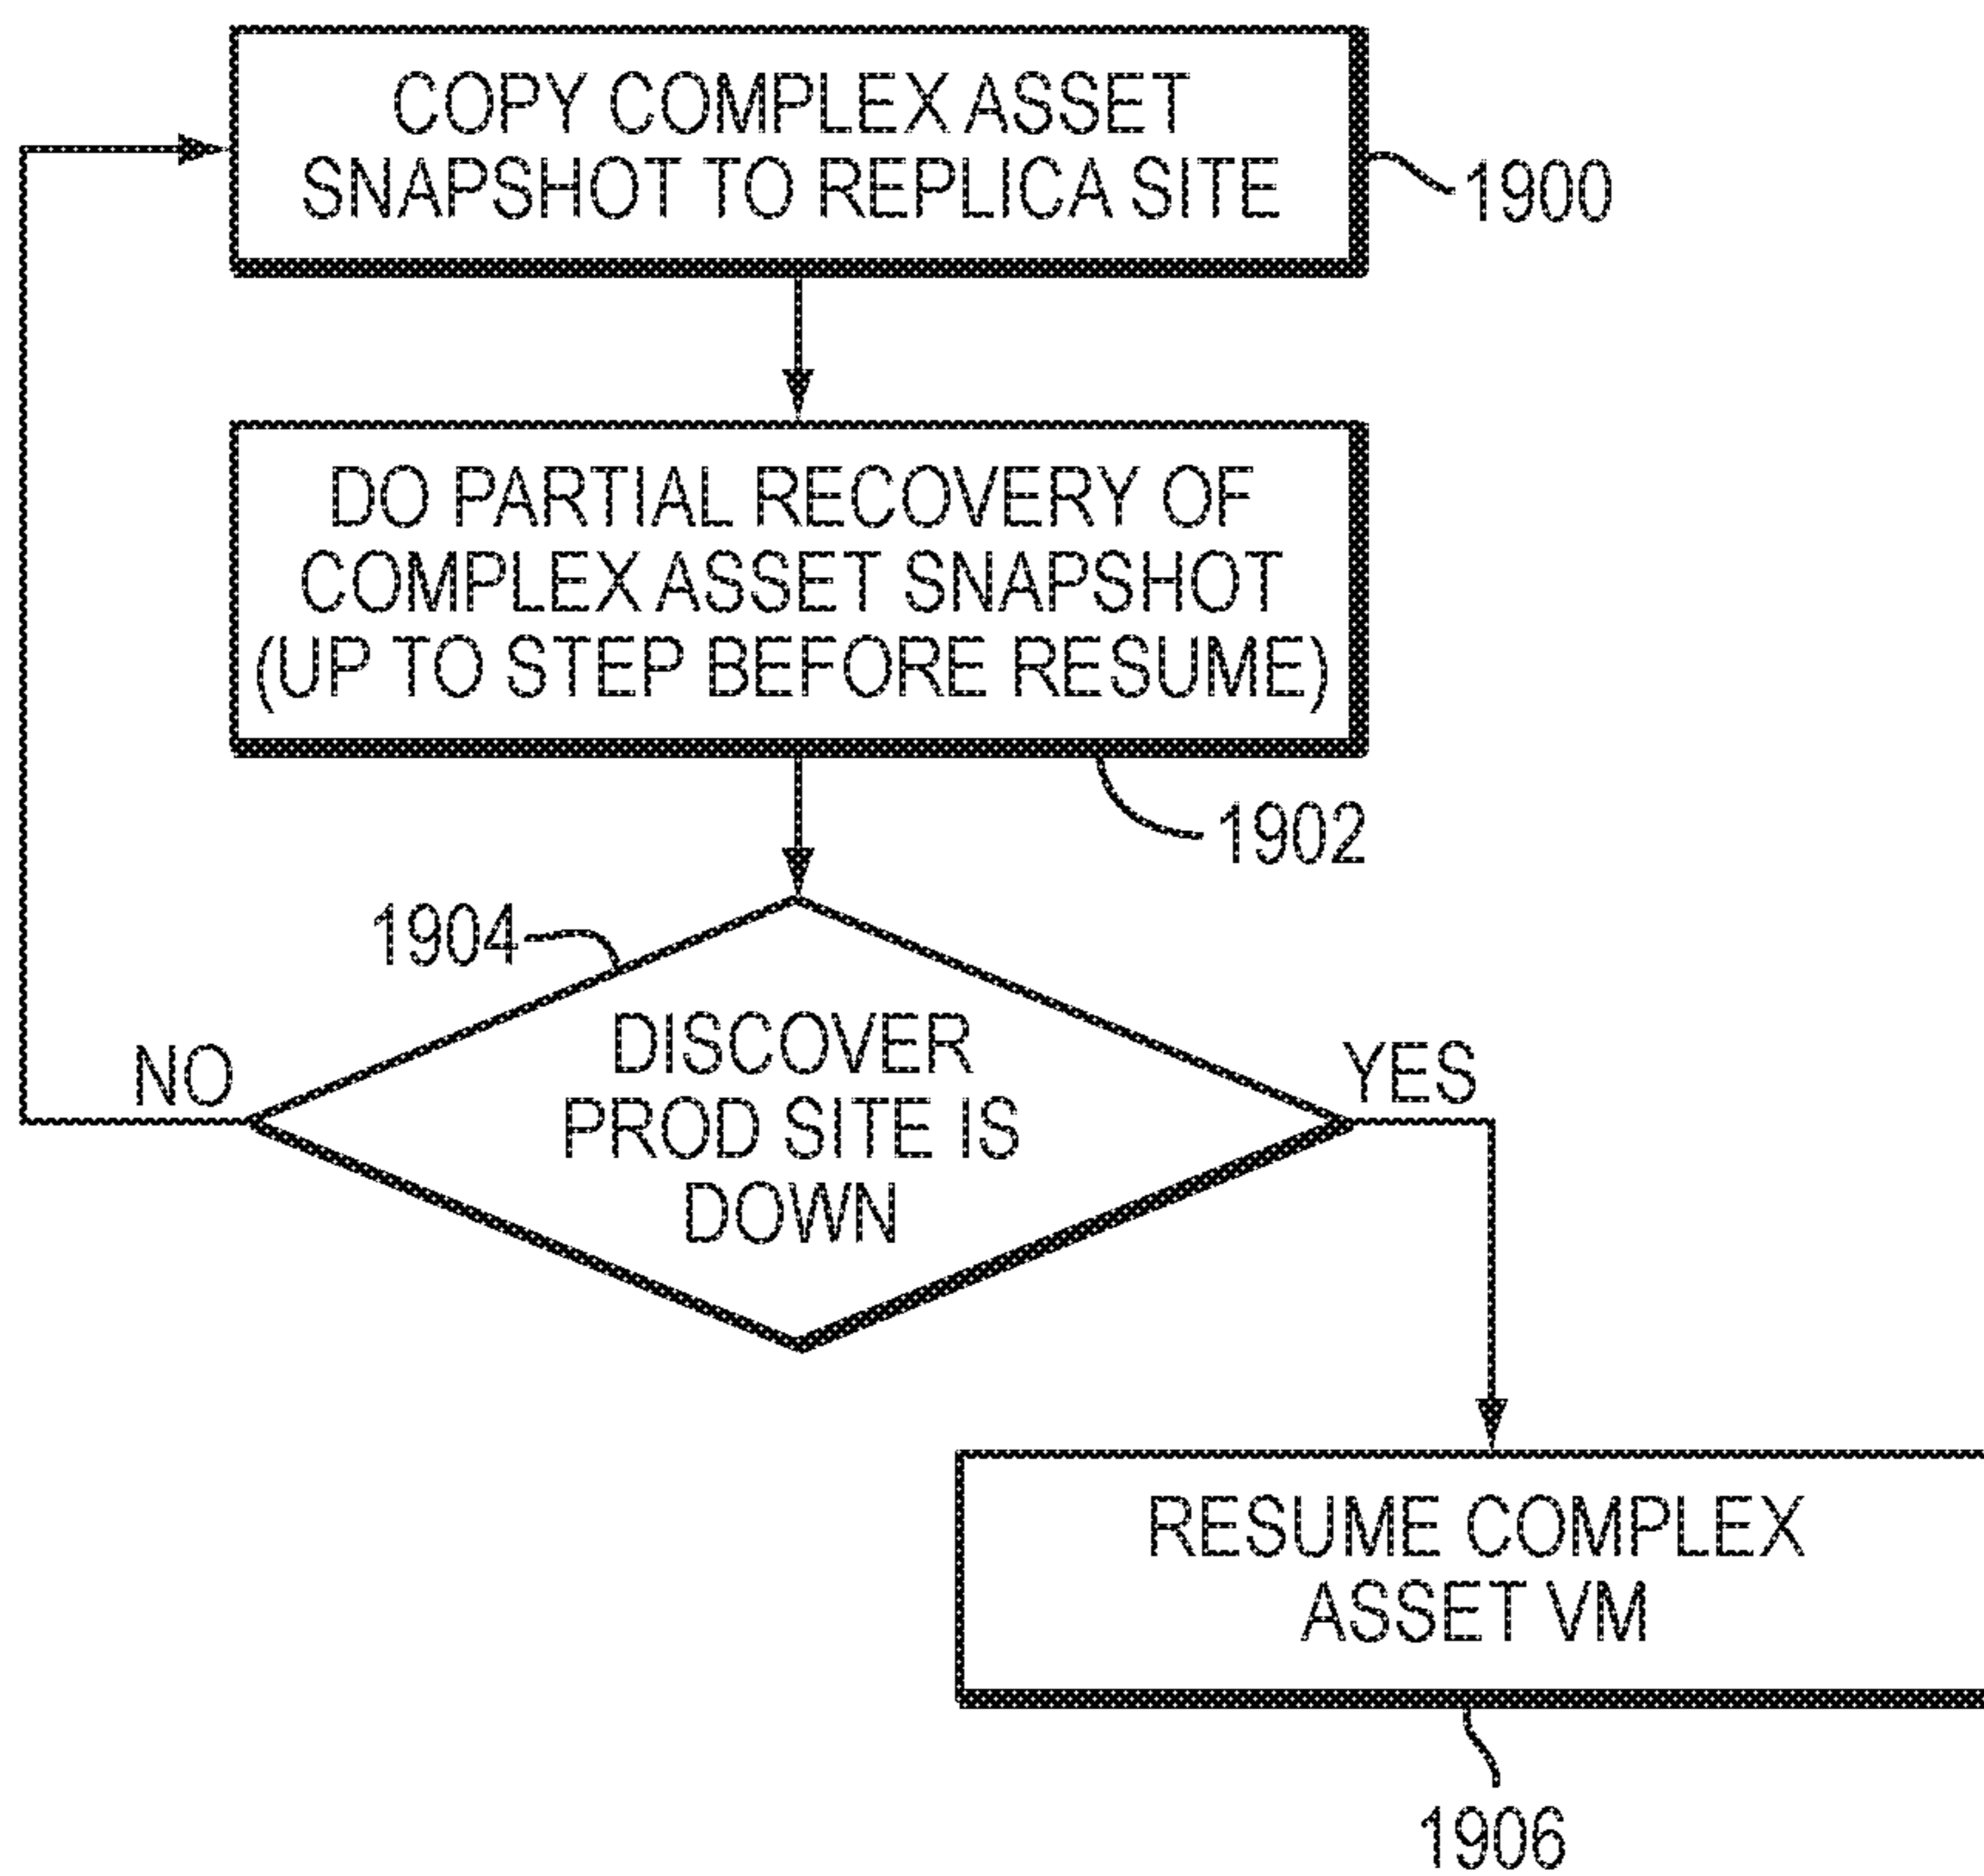 COPY COMPLEX ASSET
SNAPSHOT TO REPLICA SITE
1900
DO PARTIAL RECOVERY OF
COMPLEX ASSET SNAPSHOT
(UP TO STEP BEFORE RESUME)
1902
1904
DISCOVER
PROD SITE IS
DOWN
NO
YES
RESUME COMPLEX
ASSET VM
1906